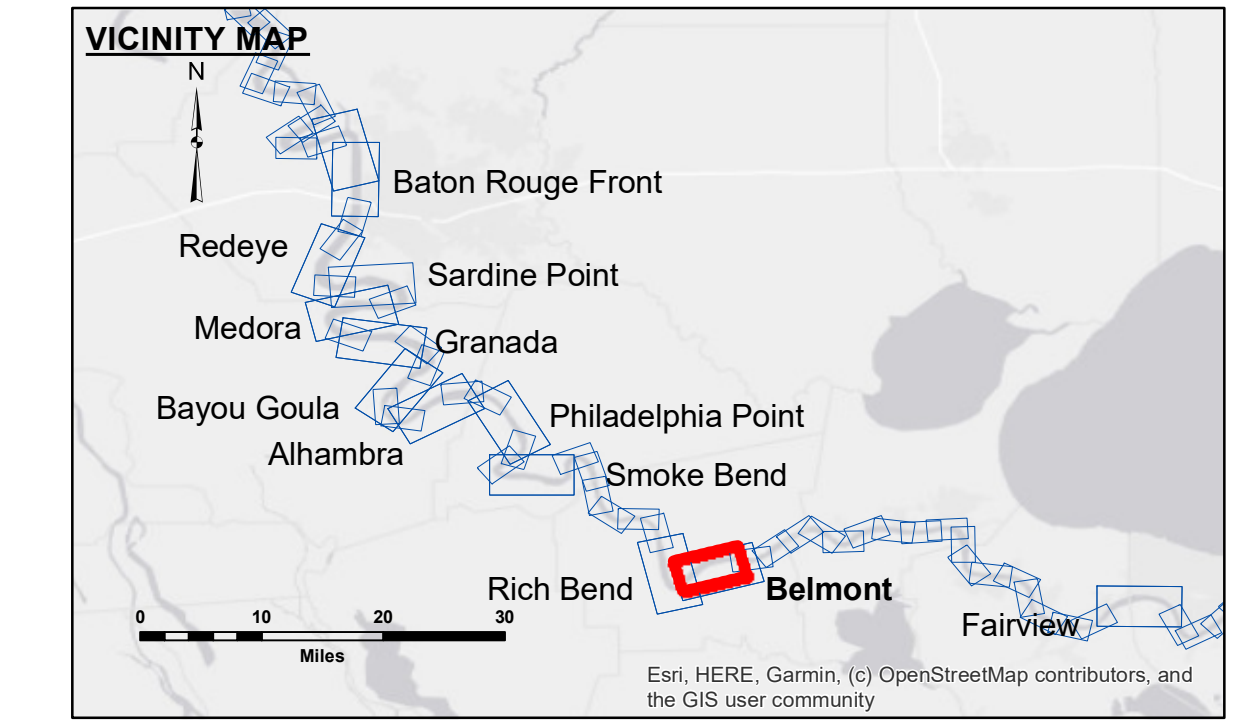 VICINITY MAP
N
Baton Rouge Front
Redeye
Sardine Point
Medora
Granada
Bayou Goula
Philadelphia Point
Alhambra
Smoke Bend
Rich Bend
Belmont
Fairview
0 10 20 30
Miles
Esri, HERE, Garmin, (c) OpenStreetMap contributors, and
the GIS user community